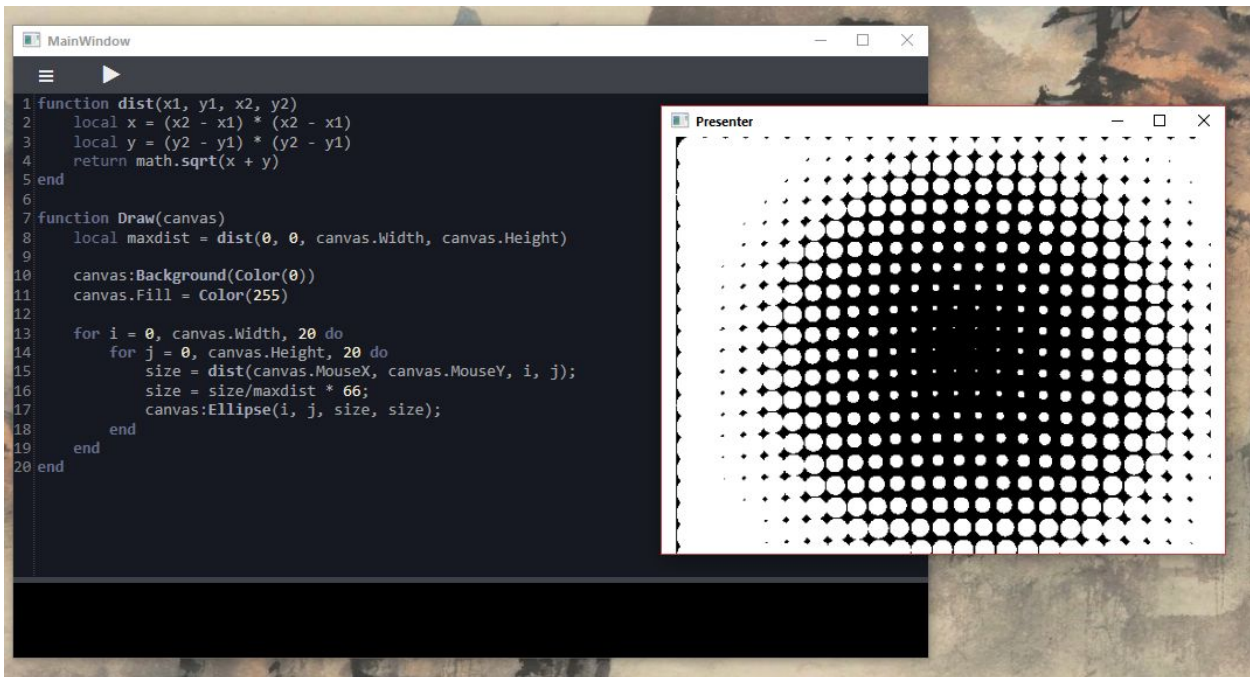 MainWindow
1 function dist(x1, y1, x2, y2)
2     local x = (x2 - x1) * (x2 - x1)
3     local y = (y2 - y1) * (y2 - y1)
4     return math.sqrt(x + y)
5 end
6
7 function Draw(canvas)
8     local maxdist = dist(0, 0, canvas.Width, canvas.Height)
9
10     canvas:Background(Color(0))
11     canvas.Fill = Color(255)
12
13     for i = 0, canvas.Width, 20 do
14         for j = 0, canvas.Height, 20 do
15             size = dist(canvas.MouseX, canvas.MouseY, i, j);
16             size = size/maxdist * 66;
17             canvas:Ellipse(i, j, size, size);
18         end
19     end
20 end
Presenter